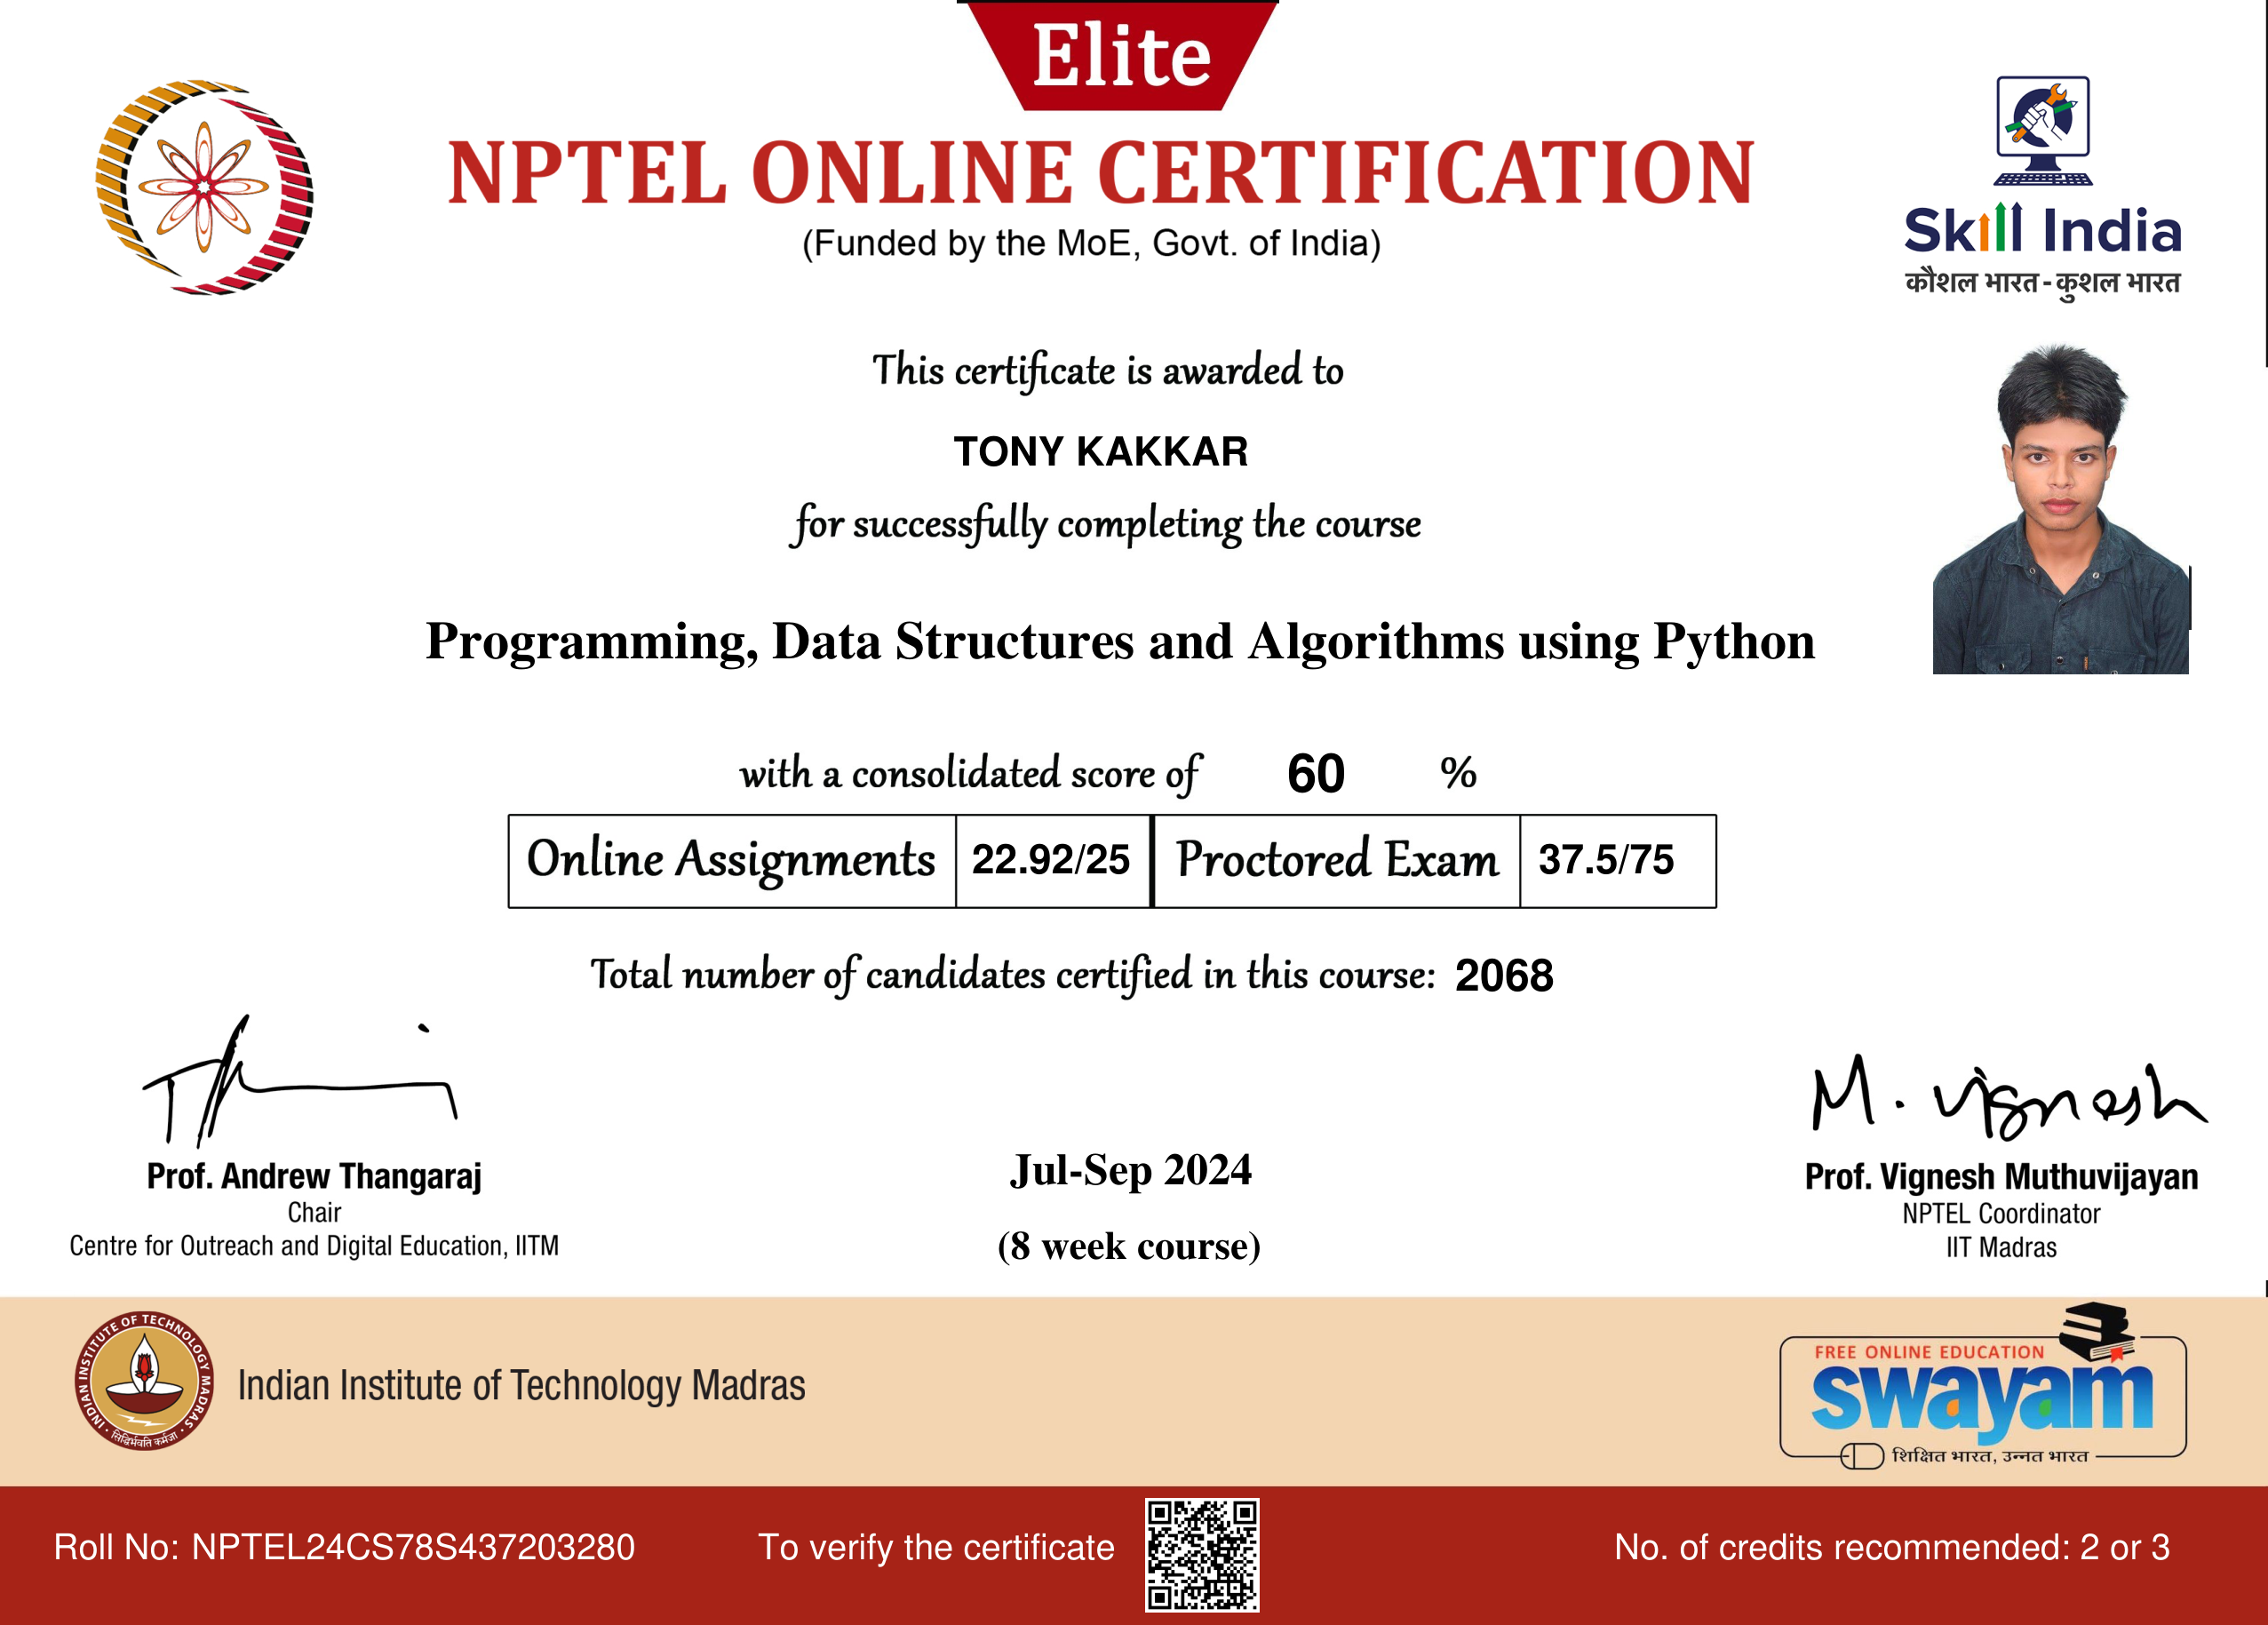 Elite
NPTEL ONLINE CERTIFICATION
(Funded by the MoE, Govt. of India)
Skill India
कौशल भारत - कुशल भारत
This certificate is awarded to
TONY KAKKAR
for successfully completing the course
Programming, Data Structures and Algorithms using Python
with a consolidated score of 60 %
Online Assignments 22.92/25 Proctored Exam 37.5/75
Total number of candidates certified in this course: 2068
M. Vignesh
Prof. Andrew Thangaraj
Chair
Centre for Outreach and Digital Education, IITM
Jul-Sep 2024
(8 week course)
Prof. Vignesh Muthuvijayan
NPTEL Coordinator
IIT Madras
INDIAN INSTITUTE OF TECHNOLOGY MADRAS
सिद्धिर्भवति कर्मजा
Indian Institute of Technology Madras
FREE ONLINE EDUCATION
swayam
शिक्षित भारत, उन्नत भारत
Roll No: NPTEL24CS78S437203280
To verify the certificate
No. of credits recommended: 2 or 3